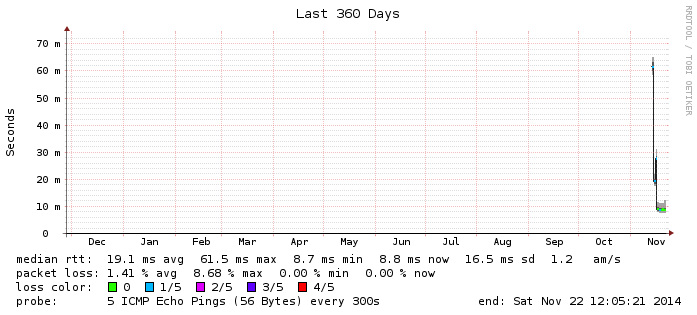 Last 360 Days
RRDTOOL / TOBI OETIKER
Seconds
70 m
60 m
50 m
40 m
30 m
20 m
10 m
0
Dec Jan Feb Mar Apr May Jun Jul Aug Sep Oct Nov
median rtt: 19.1 ms avg 61.5 ms max 8.7 ms min 8.8 ms now 16.5 ms sd 1.2 am/s
packet loss: 1.41 % avg 8.68 % max 0.00 % min 0.00 % now
loss color: 0 1/5 2/5 3/5 4/5
probe: 5 ICMP Echo Pings (56 Bytes) every 300s end: Sat Nov 22 12:05:21 2014